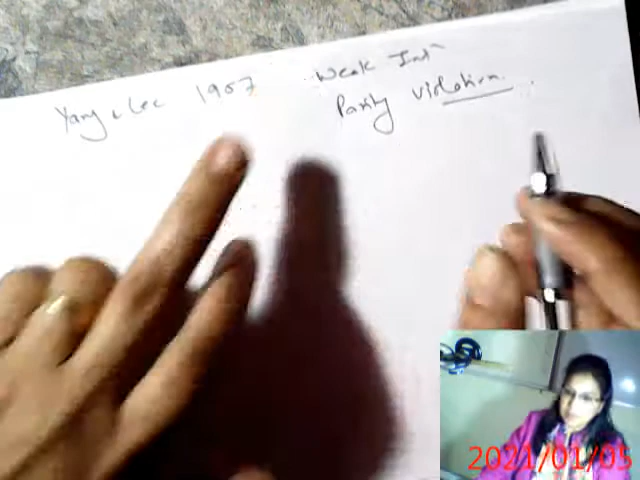 Yang & Lee 1957 Weak Intⁿ
Parity violation.
2021/01/05